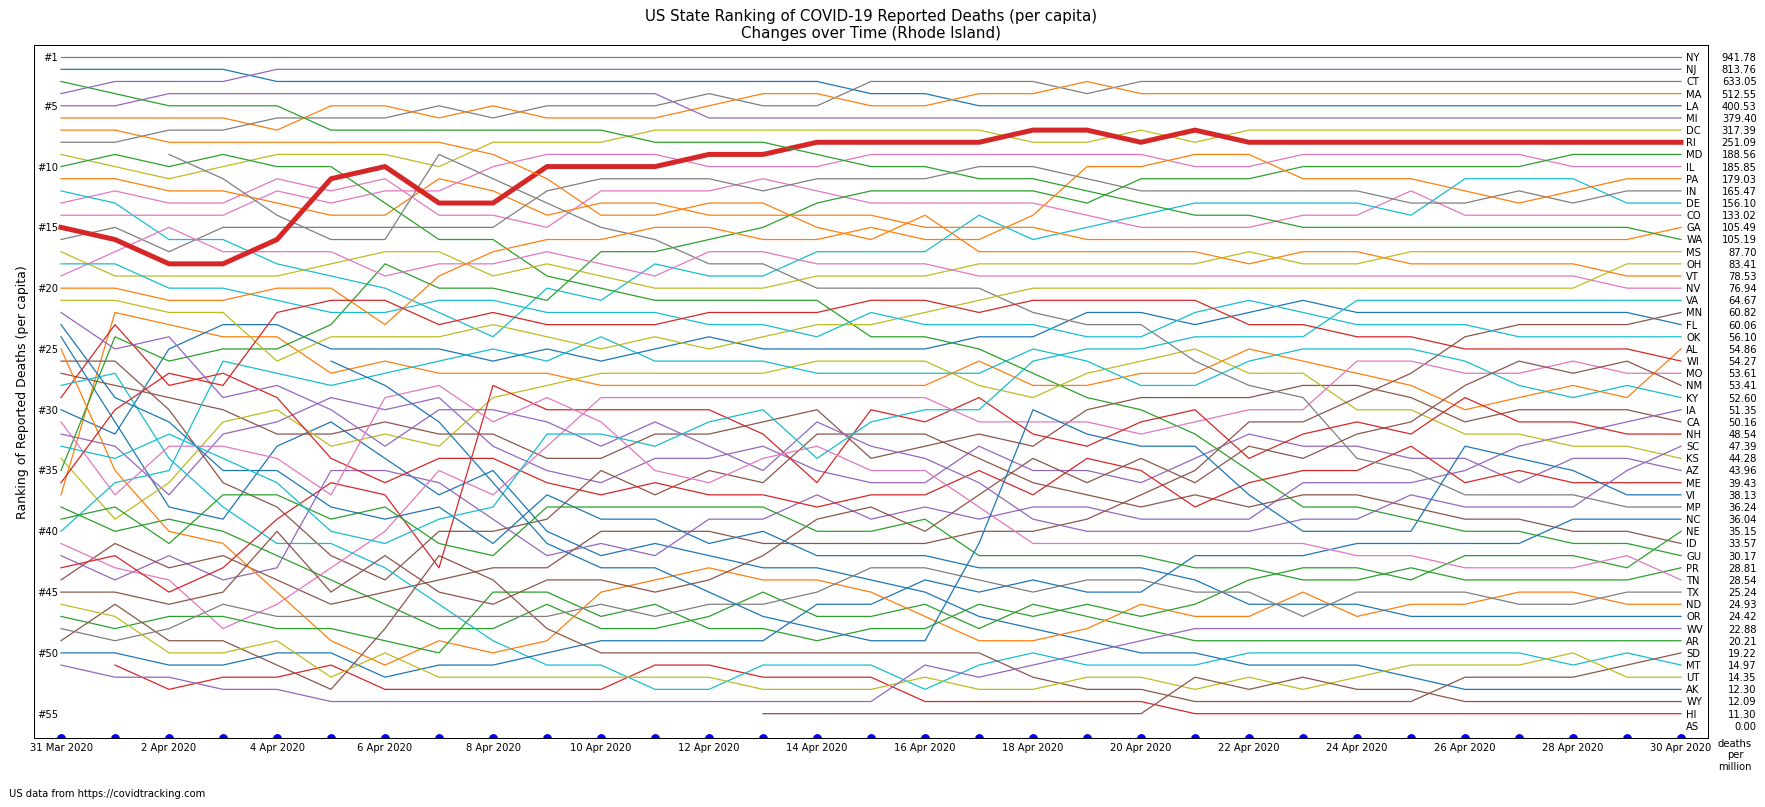 US State Ranking of COVID-19 Reported Deaths (per capita)
Changes over Time (Rhode Island)
Ranking of Reported Deaths (per capita)
#1
#5
#10
#15
#20
#25
#30
#35
#40
#45
#50
#55
NY 941.78
NJ 813.76
CT 633.05
MA 512.55
LA 400.53
MI 379.40
DC 317.39
RI 251.09
MD 188.56
IL 185.85
PA 179.03
IN 165.47
DE 156.10
CO 133.02
GA 105.49
WA 105.19
MS 87.70
OH 83.41
VT 78.53
NV 76.94
VA 64.67
MN 60.82
FL 60.06
OK 56.10
AL 54.86
WI 54.27
MO 53.61
NM 53.41
KY 52.60
IA 51.35
CA 50.16
NH 48.54
SC 47.39
KS 44.28
AZ 43.96
ME 39.43
VI 38.13
MP 36.24
NC 36.04
NE 35.15
ID 33.57
GU 30.17
PR 28.81
TN 28.54
TX 25.24
ND 24.93
OR 24.42
WV 22.88
AR 20.21
SD 19.22
MT 14.97
UT 14.35
AK 12.30
WY 12.09
HI 11.30
AS 0.00
31 Mar 2020 2 Apr 2020 4 Apr 2020 6 Apr 2020 8 Apr 2020 10 Apr 2020 12 Apr 2020 14 Apr 2020 16 Apr 2020 18 Apr 2020 20 Apr 2020 22 Apr 2020 24 Apr 2020 26 Apr 2020 28 Apr 2020 30 Apr 2020
deaths
per
million
US data from https://covidtracking.com